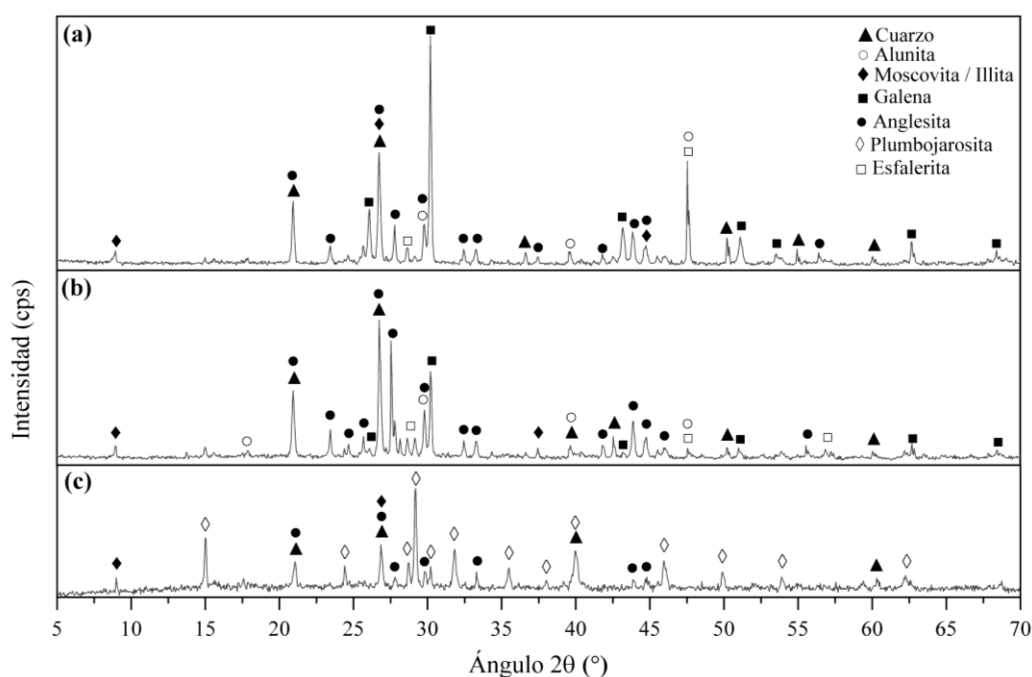 (a)
▲ Cuarzo
○ Alunita
◆ Moscovita / Illita
■ Galena
● Anglesita
◇ Plumbojarosita
□ Esfalerita
(b)
(c)
Intensidad (cps)
5 10 15 20 25 30 35 40 45 50 55 60 65 70
Ángulo 2θ (°)